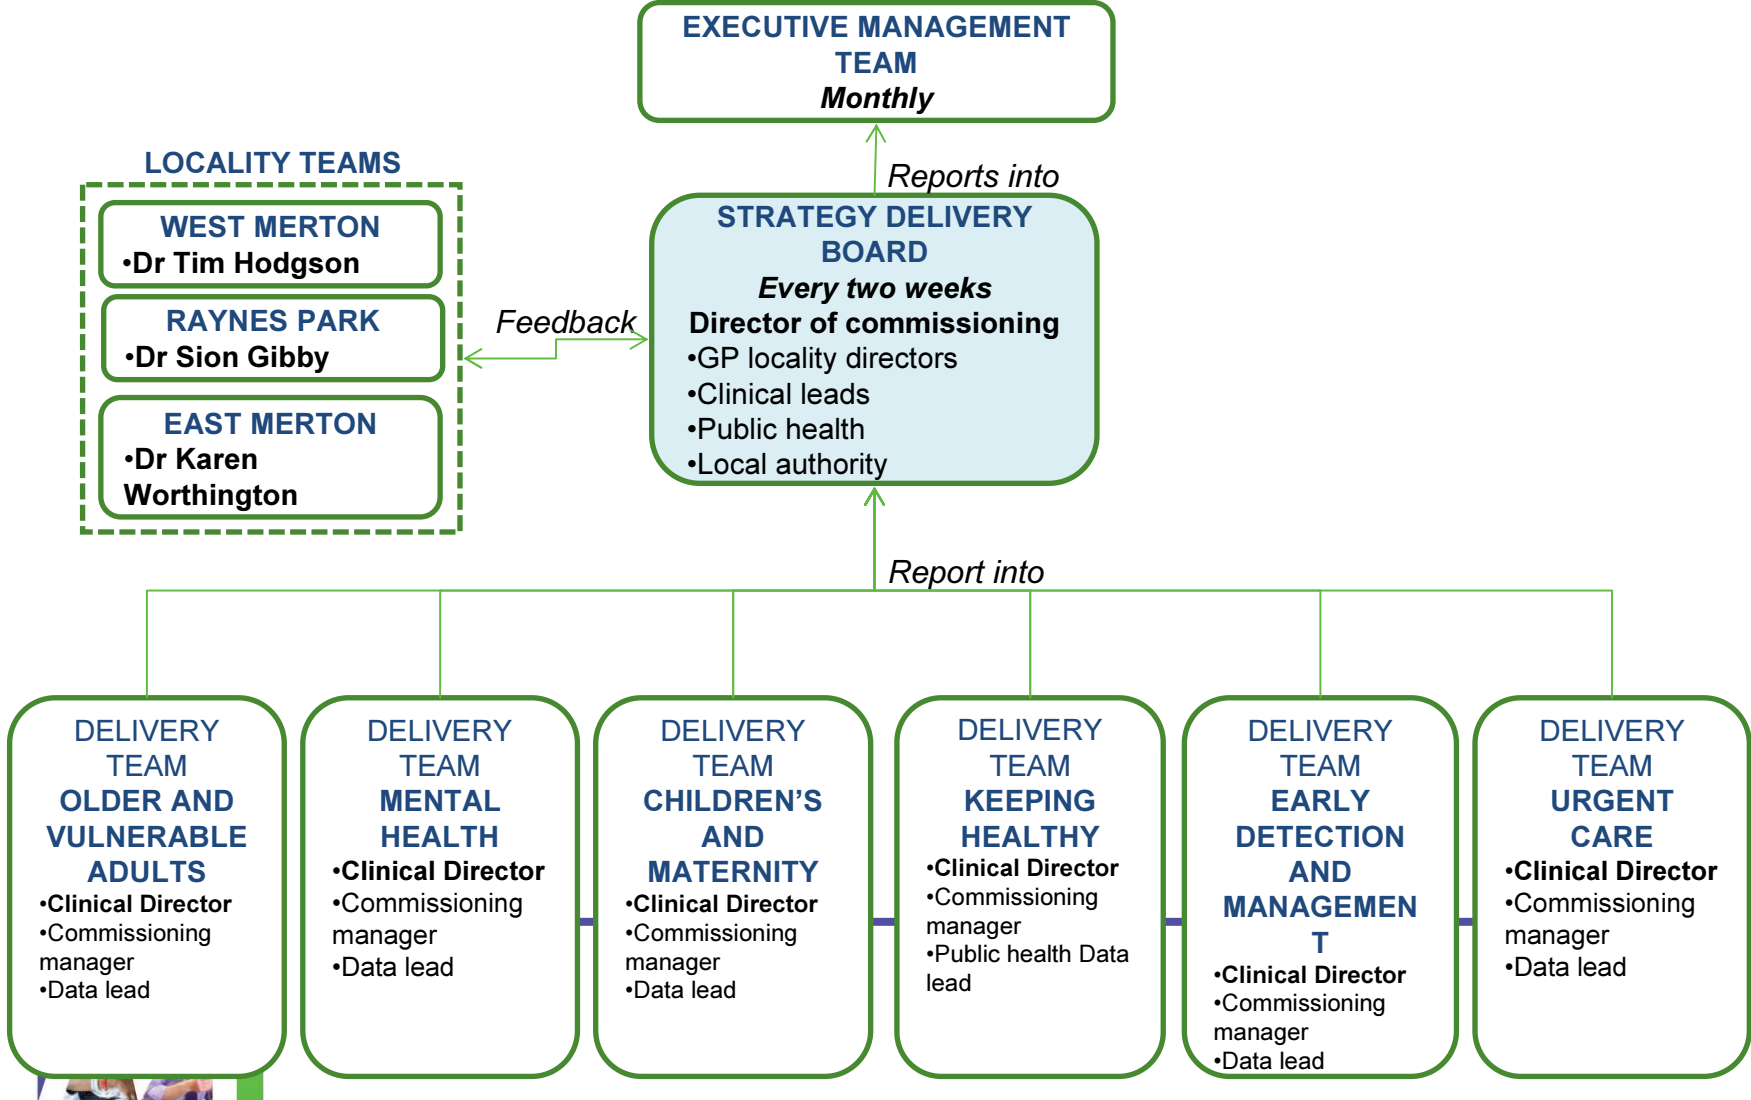 EXECUTIVE MANAGEMENT
TEAM
Monthly
Reports into
LOCALITY TEAMS
WEST MERTON
•Dr Tim Hodgson
RAYNES PARK
•Dr Sion Gibby
EAST MERTON
•Dr Karen
Worthington
Feedback
STRATEGY DELIVERY
BOARD
Every two weeks
Director of commissioning
•GP locality directors
•Clinical leads
•Public health
•Local authority
Report into
DELIVERY
TEAM
OLDER AND
VULNERABLE
ADULTS
•Clinical Director
•Commissioning
manager
•Data lead
DELIVERY
TEAM
MENTAL
HEALTH
•Clinical Director
•Commissioning
manager
•Data lead
DELIVERY
TEAM
CHILDREN’S
AND
MATERNITY
•Clinical Director
•Commissioning
manager
•Data lead
DELIVERY
TEAM
KEEPING
HEALTHY
•Clinical Director
•Commissioning
manager
•Public health Data
lead
DELIVERY
TEAM
EARLY
DETECTION
AND
MANAGEMEN
T
•Clinical Director
•Commissioning
manager
•Data lead
DELIVERY
TEAM
URGENT
CARE
•Clinical Director
•Commissioning
manager
•Data lead